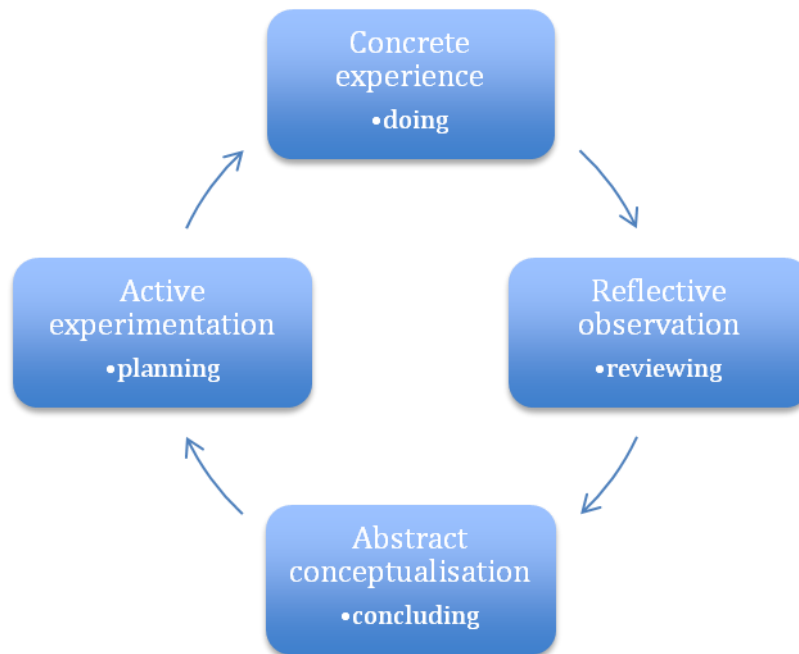 Concrete
experience
•doing
Reflective
observation
•reviewing
Abstract
conceptualisation
•concluding
Active
experimentation
•planning